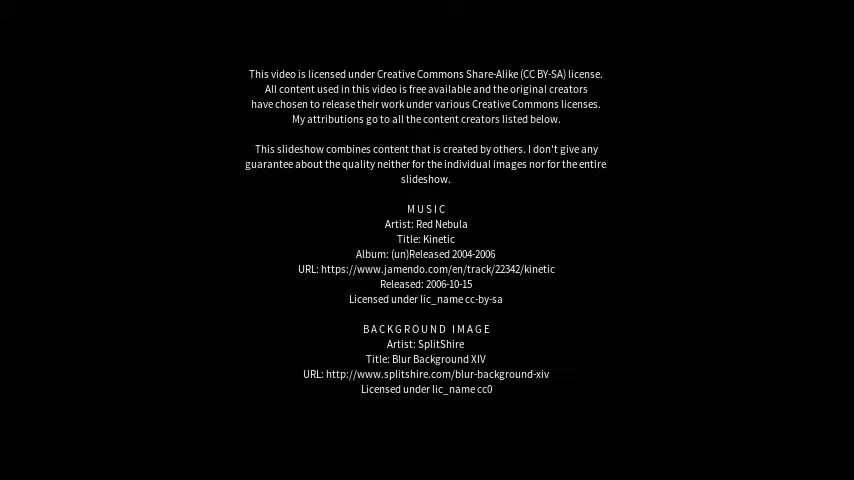 This video is licensed under Creative Commons Share-Alike (CC BY-SA) license.
All content used in this video is free available and the original creators
have chosen to release their work under various Creative Commons licenses.
My attributions go to all the content creators listed below.
This slideshow combines content that is created by others. I don't give any
guarantee about the quality neither for the individual images nor for the entire
slideshow.
MUSIC
Artist: Red Nebula
Title: Kinetic
Album: (un)Released 2004-2006
URL: https://www.jamendo.com/en/track/22342/kinetic
Released: 2006-10-15
Licensed under lic_name cc-by-sa
BACKGROUND IMAGE
Artist: SplitShire
Title: Blur Background XIV
URL: http://www.splitshire.com/blur-background-xiv
Licensed under lic_name cc0